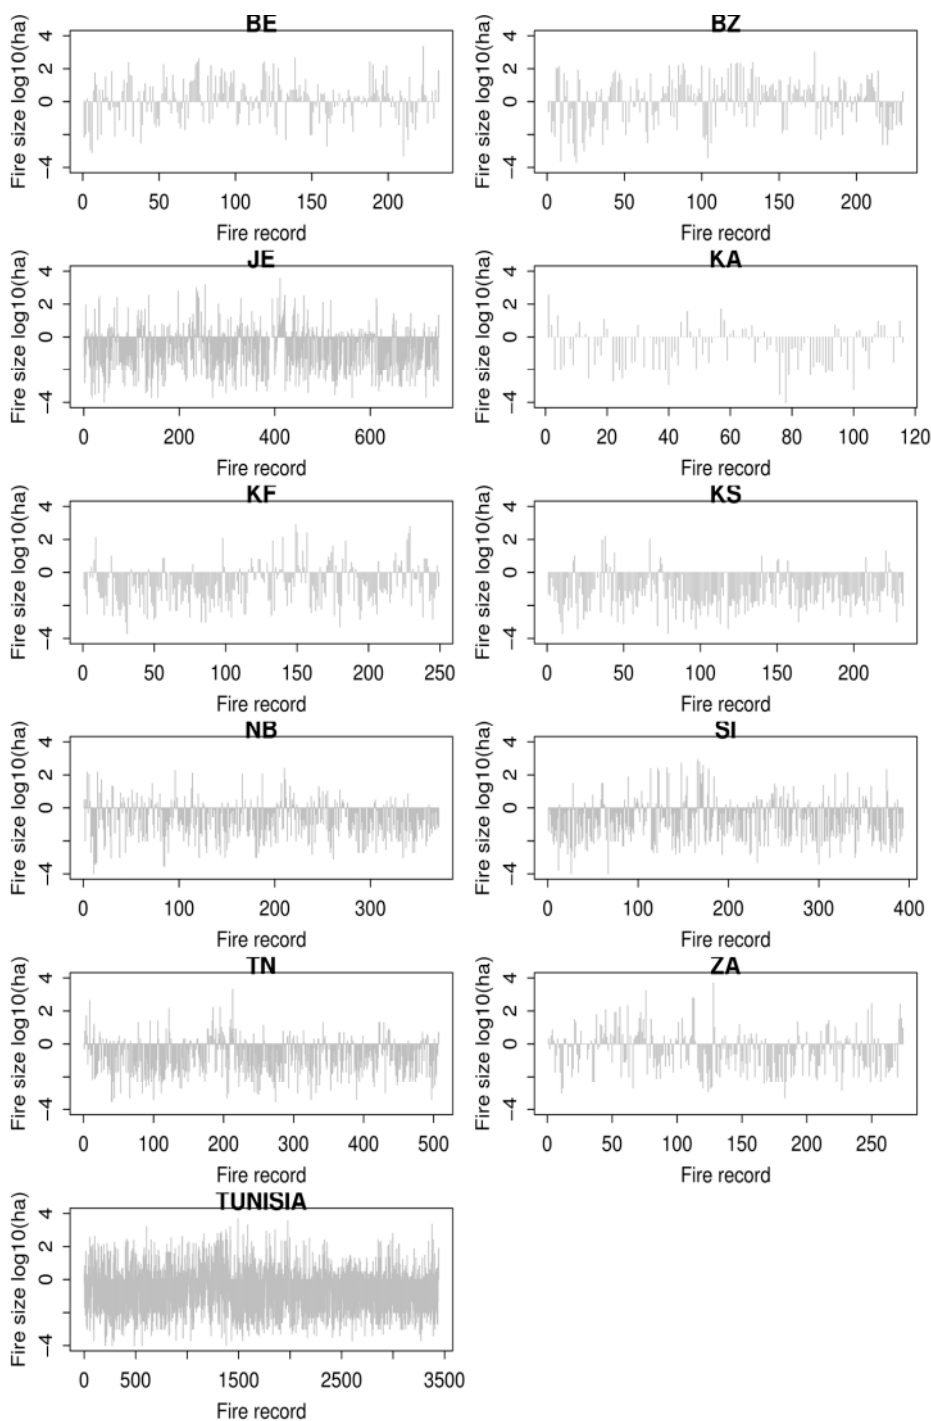 BE
Fire size log10(ha)
4
2
0
−4
0 50 100 150 200
Fire record
BZ
Fire size log10(ha)
4
2
0
−4
0 50 100 150 200
Fire record
JE
Fire size log10(ha)
4
2
0
−4
0 200 400 600
Fire record
KA
Fire size log10(ha)
4
2
0
−4
0 20 40 60 80 100 120
Fire record
KF
Fire size log10(ha)
4
2
0
−4
0 50 100 150 200 250
Fire record
KS
Fire size log10(ha)
4
2
0
−4
0 50 100 150 200
Fire record
NB
Fire size log10(ha)
4
2
0
−4
0 100 200 300
Fire record
SI
Fire size log10(ha)
4
2
0
−4
0 100 200 300 400
Fire record
TN
Fire size log10(ha)
4
2
0
−4
0 100 200 300 400 500
Fire record
ZA
Fire size log10(ha)
4
2
0
−4
0 50 100 150 200 250
Fire record
TUNISIA
Fire size log10(ha)
4
2
0
−4
0 500 1500 2500 3500
Fire record